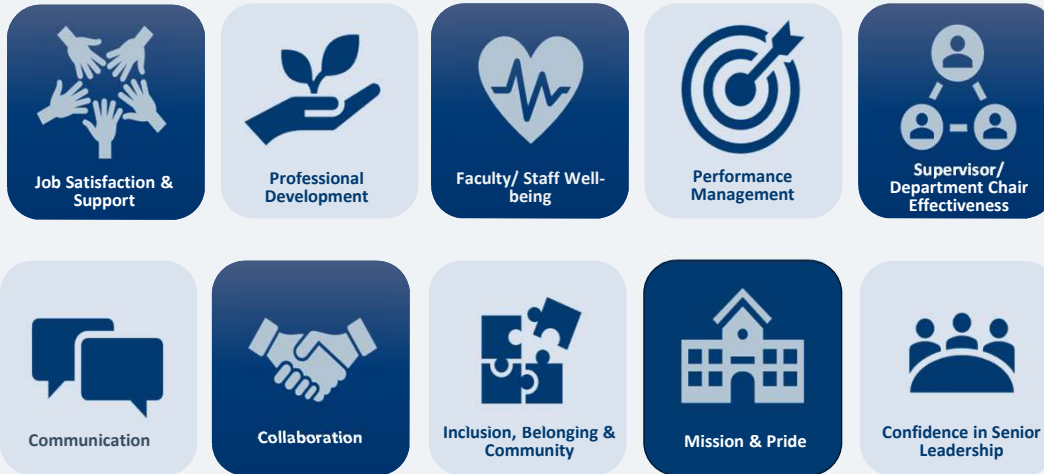 Job Satisfaction &
Support
Professional
Development
Faculty/ Staff Well-
being
Performance
Management
Supervisor/
Department Chair
Effectiveness
Communication
Collaboration
Inclusion, Belonging &
Community
Mission & Pride
Confidence in Senior
Leadership